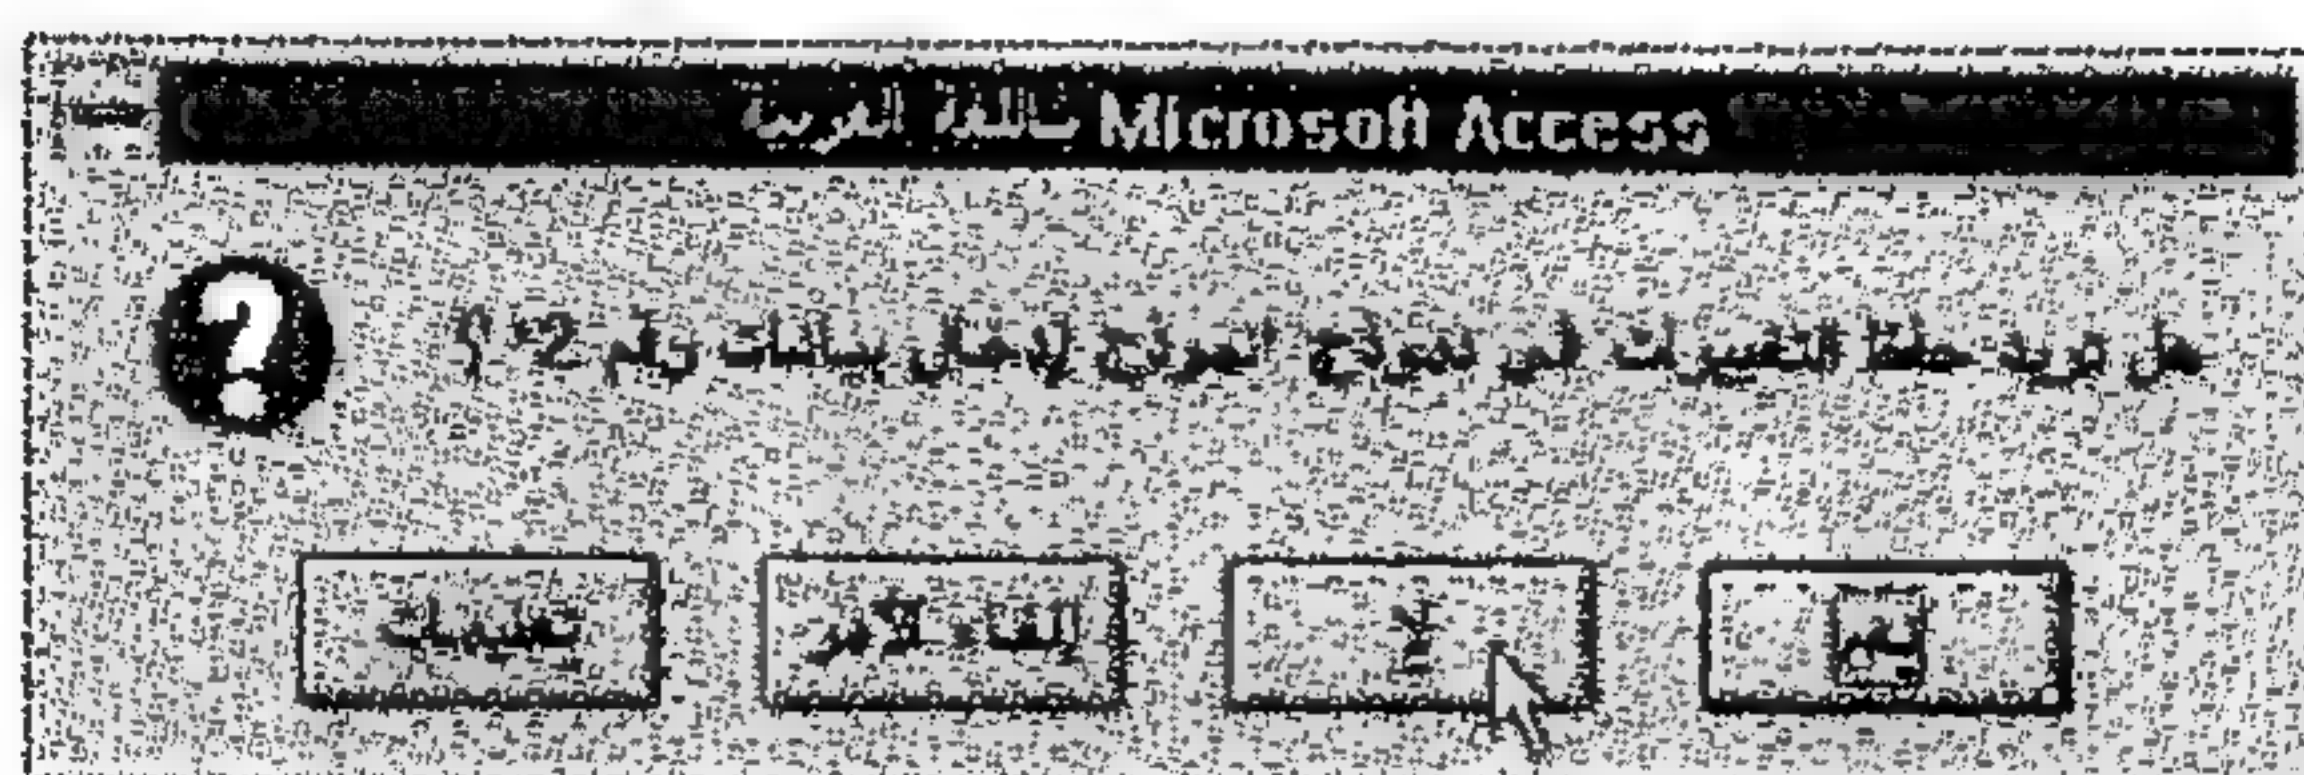 Microsoft Access باللغة العربية
هل تريد حفظ التغييرات في نموذج 'نموذج لإدخال بيانات رقم 2' ؟
نعم
لا
إلغاء الأمر
تعليمات